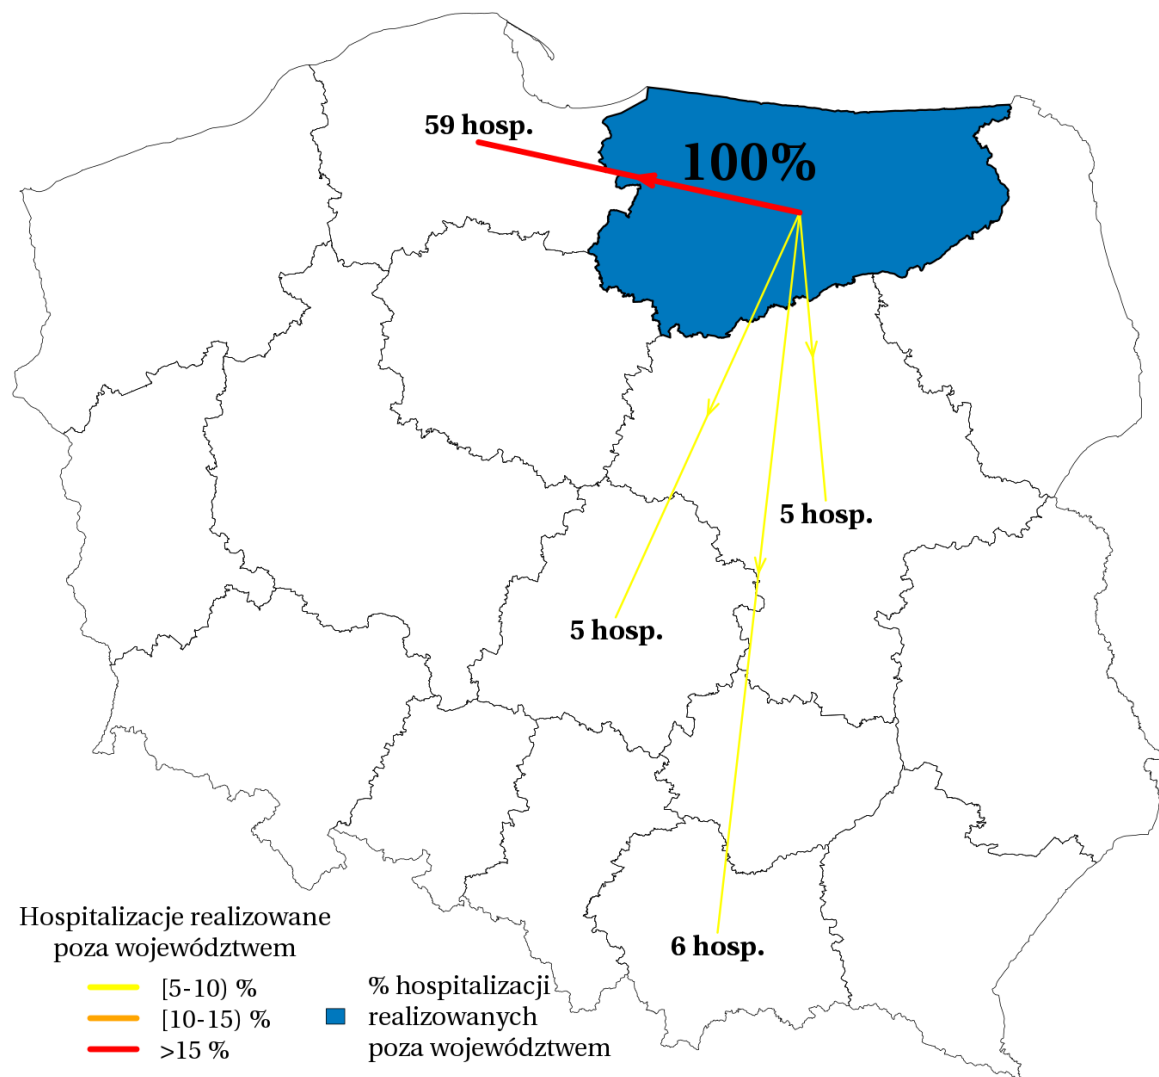 59 hosp.
100%
5 hosp.
5 hosp.
6 hosp.
Hospitalizacje realizowane
poza województwem
[5-10) %
[10-15) %
>15 %
% hospitalizacji
realizowanych
poza województwem